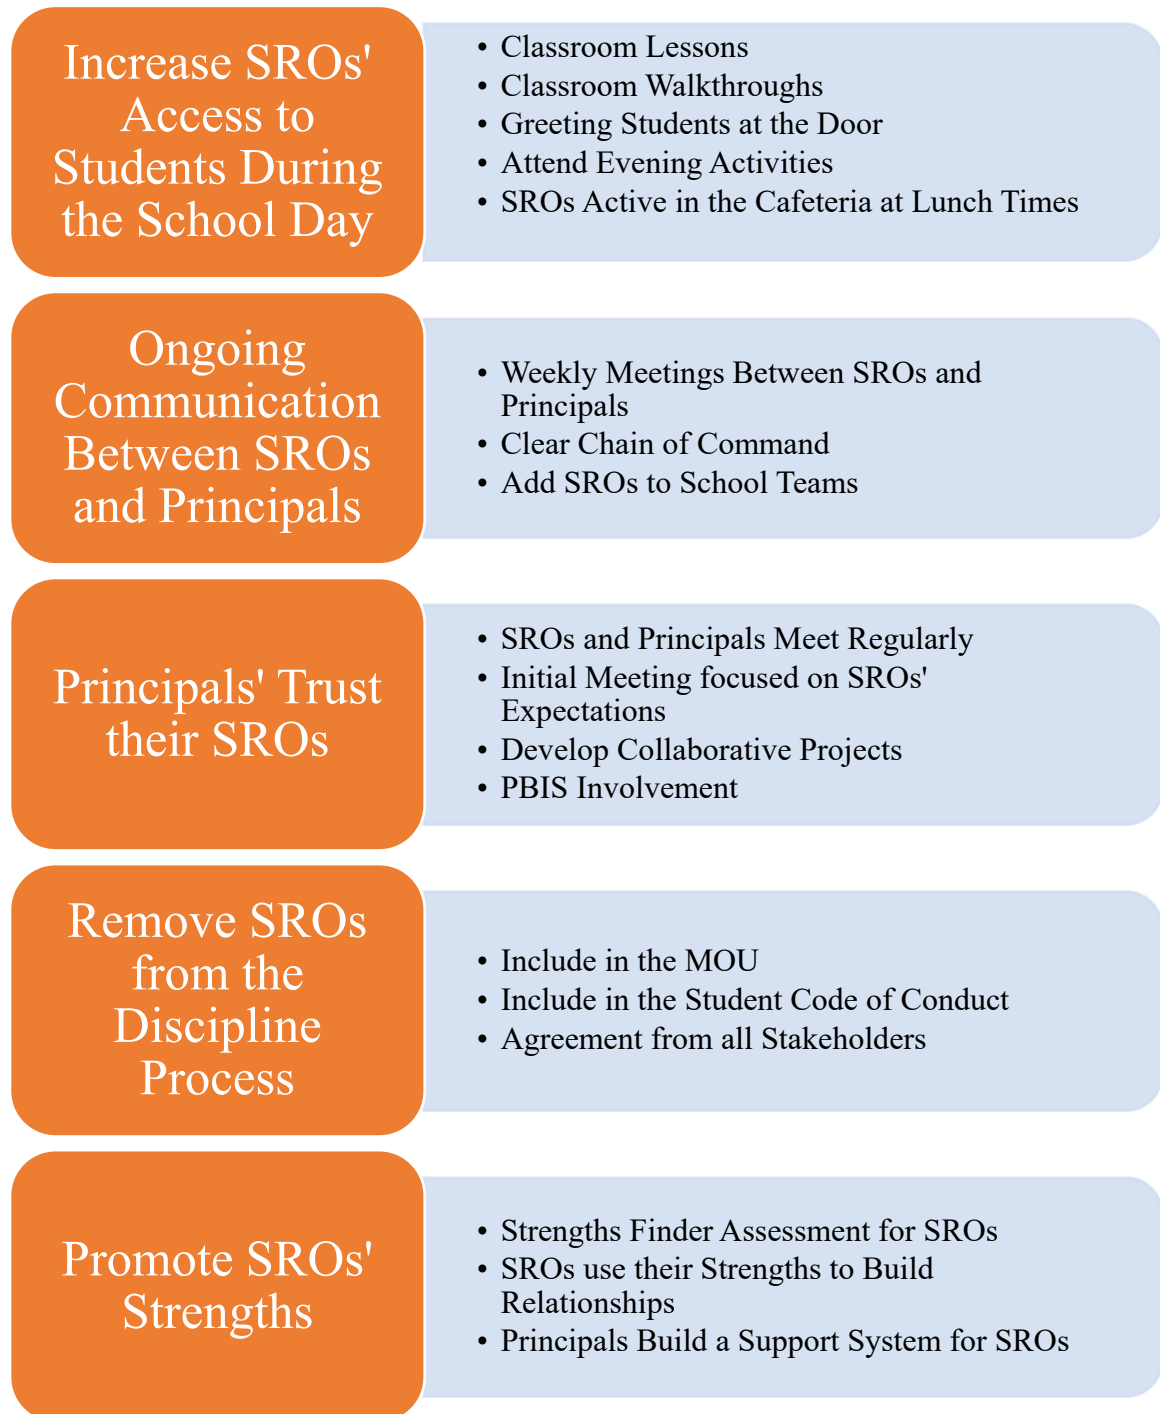 Increase SROs'
Access to
Students During
the School Day
• Classroom Lessons
• Classroom Walkthroughs
• Greeting Students at the Door
• Attend Evening Activities
• SROs Active in the Cafeteria at Lunch Times
Ongoing
Communication
Between SROs
and Principals
• Weekly Meetings Between SROs and
Principals
• Clear Chain of Command
• Add SROs to School Teams
Principals' Trust
their SROs
• SROs and Principals Meet Regularly
• Initial Meeting focused on SROs'
Expectations
• Develop Collaborative Projects
• PBIS Involvement
Remove SROs
from the
Discipline
Process
• Include in the MOU
• Include in the Student Code of Conduct
• Agreement from all Stakeholders
Promote SROs'
Strengths
• Strengths Finder Assessment for SROs
• SROs use their Strengths to Build
Relationships
• Principals Build a Support System for SROs